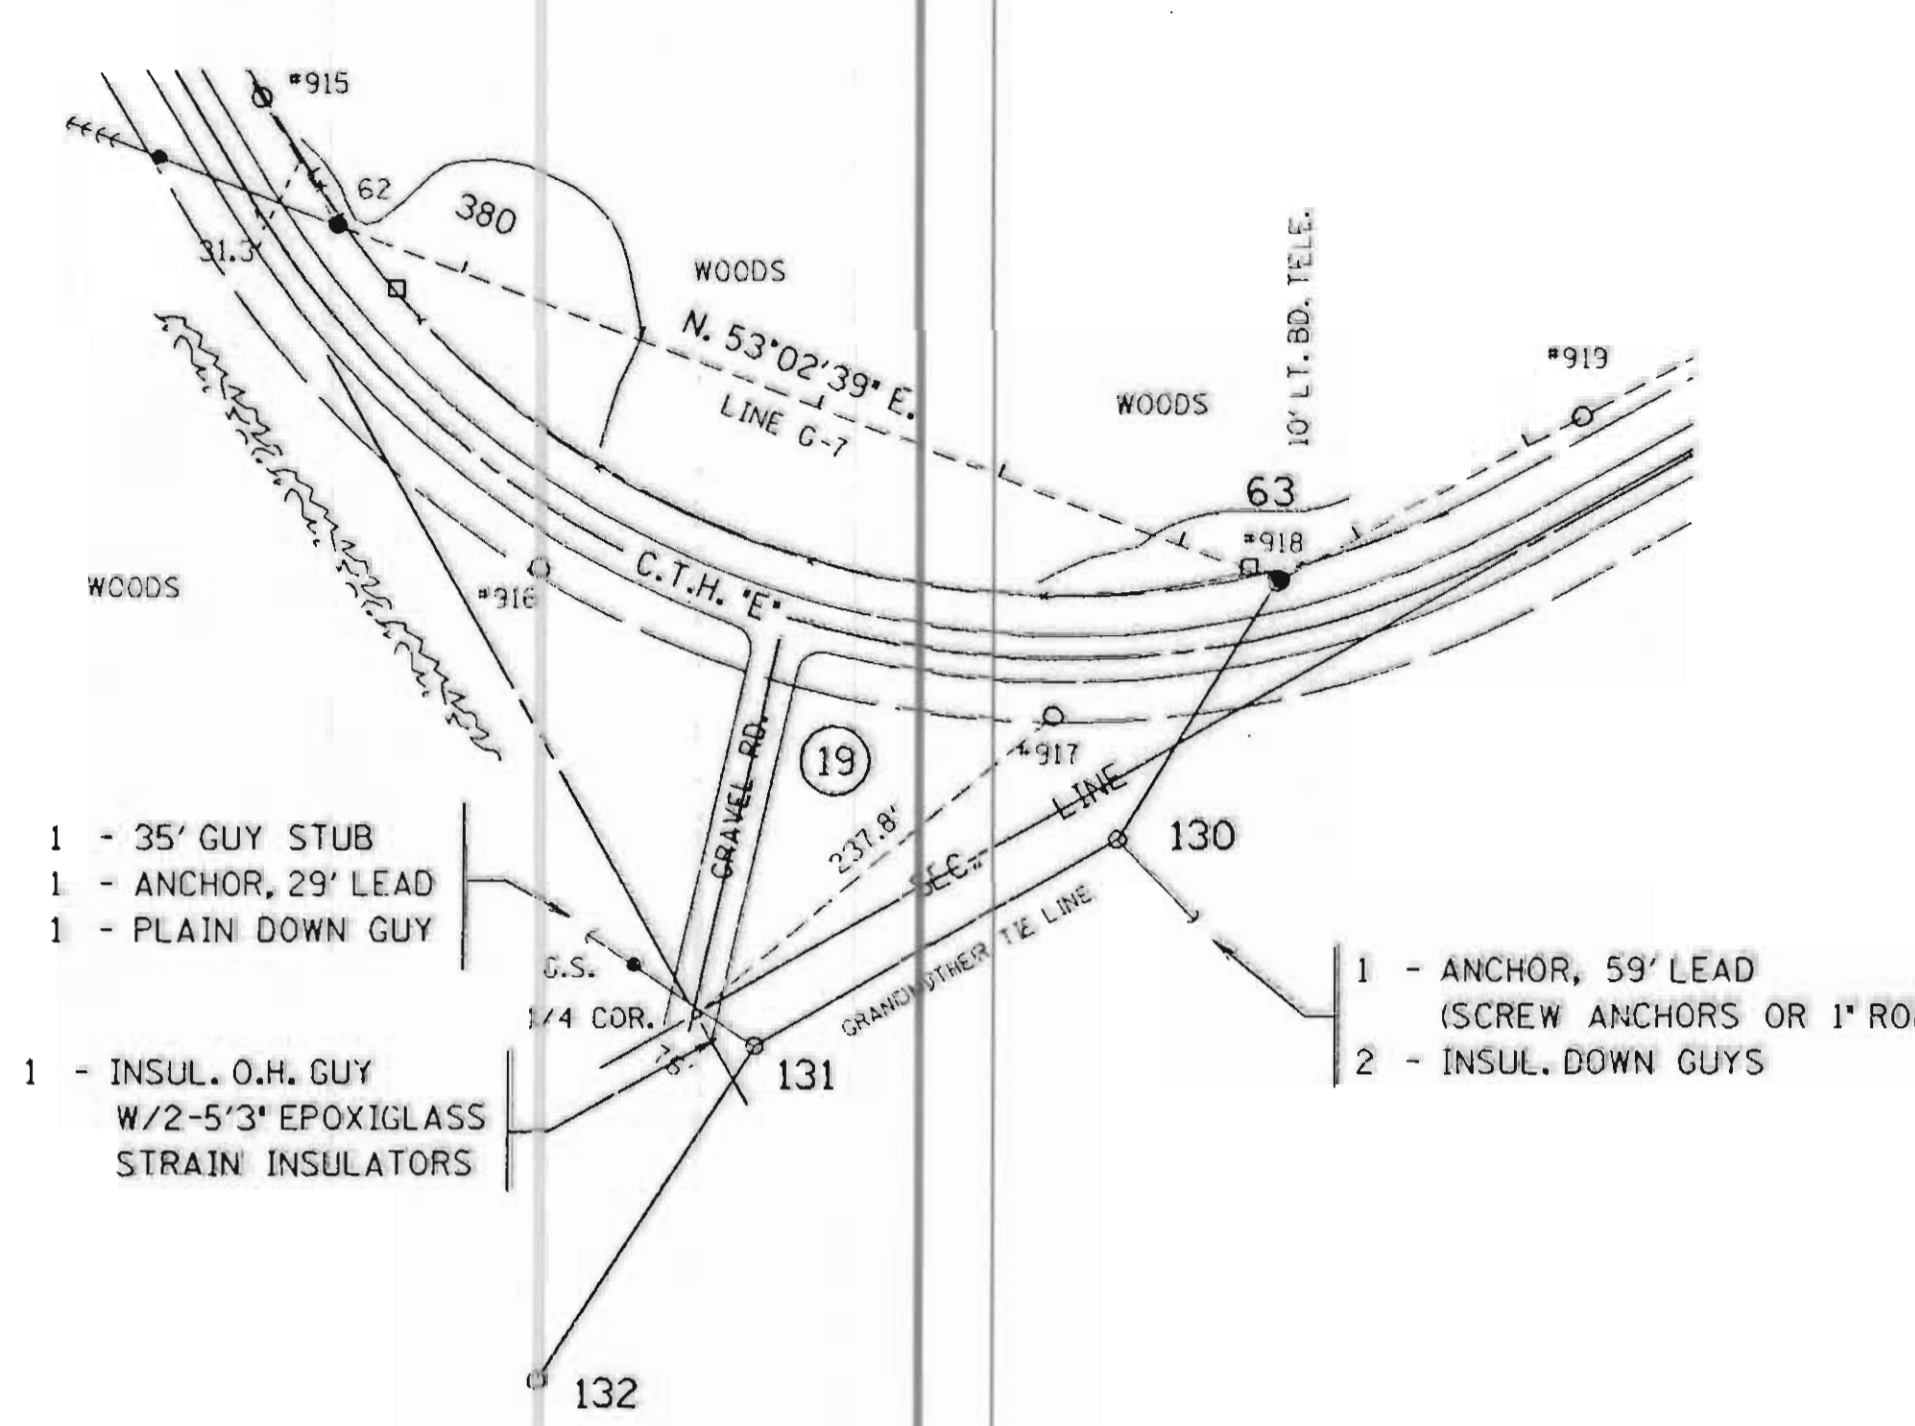 #915
62
380
31.3'
WOODS
N. 53°02'39" E.
LINE G-7
10' LT. BD. TELE.
#919
WOODS
63
#918
WOODS
#916
C.T.H. "E"
GRAVEL RD.
19
#917
237.8'
SEC. LINE
130
GRANDMOTHER TIE LINE
1 - 35' GUY STUB
1 - ANCHOR, 29' LEAD
1 - PLAIN DOWN GUY
G.S.
1/4 COR.
131
1 - INSUL. O.H. GUY
W/2-5'3" EPOXIGLASS
STRAIN INSULATORS
1 - ANCHOR, 59' LEAD
(SCREW ANCHORS OR 1"
2 - INSUL. DOWN GUYS
132